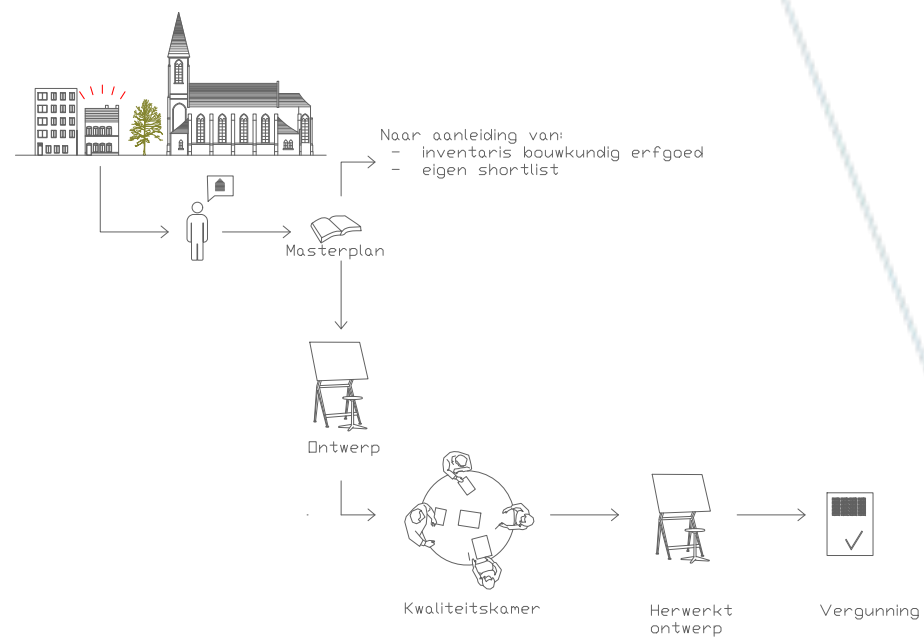 Naar aanleiding van:
- inventaris bouwkundig erfgoed
- eigen shortlist
Masterplan
Ontwerp
Kwaliteitskamer
Herwerkt
ontwerp
Vergunning